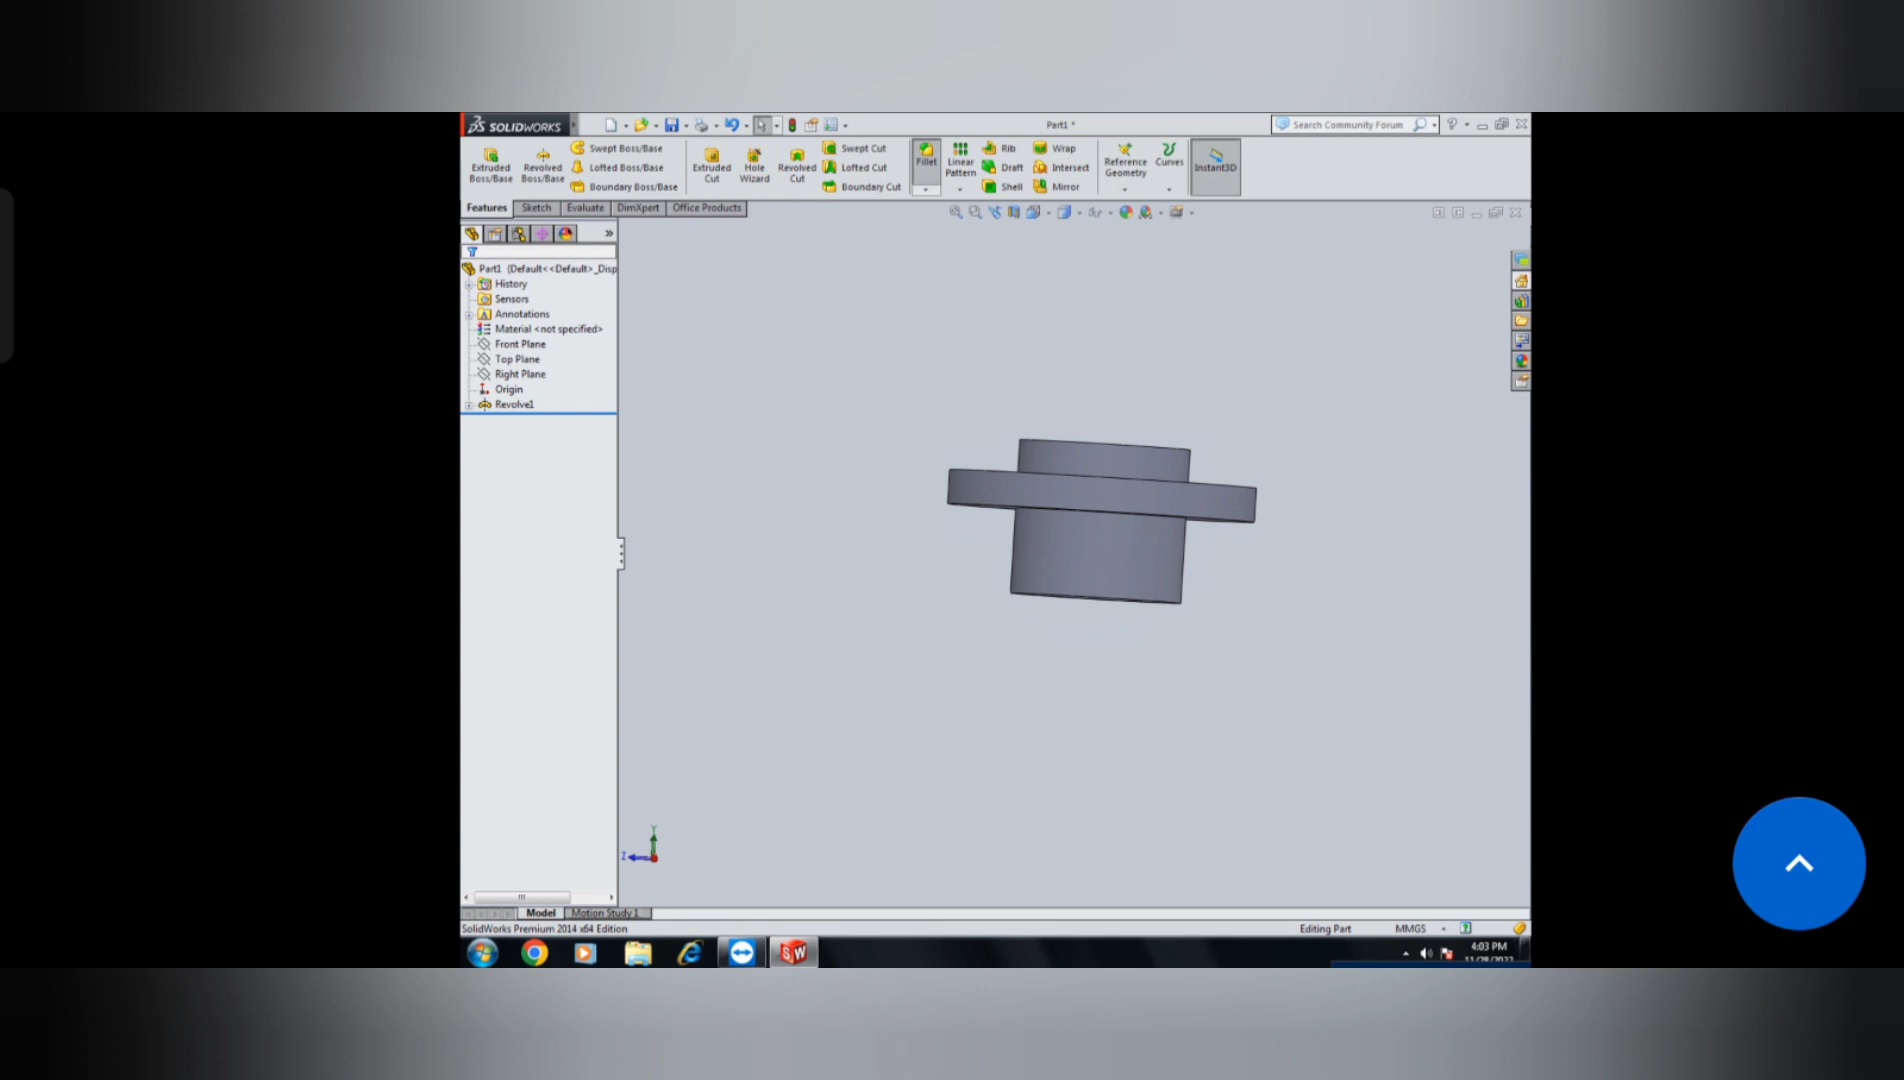 SOLIDWORKS
Part1 *
Search Community Forum
Extruded Boss/Base
Revolved Boss/Base
Swept Boss/Base
Lofted Boss/Base
Boundary Boss/Base
Extruded Cut
Hole Wizard
Revolved Cut
Swept Cut
Lofted Cut
Boundary Cut
Fillet
Linear Pattern
Rib
Draft
Shell
Wrap
Intersect
Mirror
Reference Geometry
Curves
Instant3D
Features
Sketch
Evaluate
DimXpert
Office Products
Part1 (Default<<Default>_Disp
History
Sensors
Annotations
Material <not specified>
Front Plane
Top Plane
Right Plane
Origin
Revolve1
Y
Z
Model
Motion Study 1
SolidWorks Premium 2014 x64 Edition
Editing Part
MMGS
SW
4:03 PM
11/28/2022